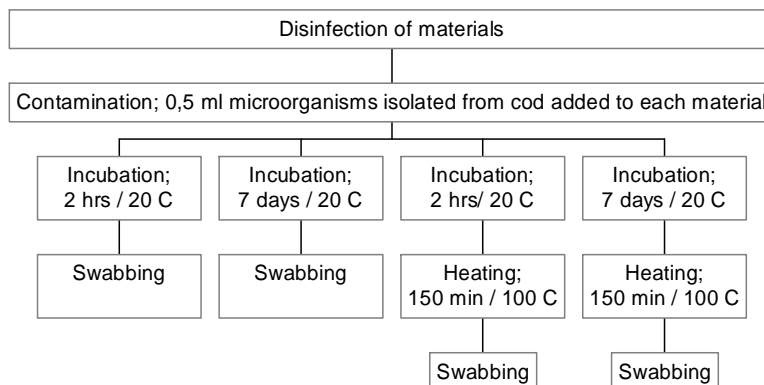 Disinfection of materials
Contamination; 0,5 ml microorganisms isolated from cod added to each material
Incubation;
2 hrs / 20 C
Incubation;
7 days / 20 C
Incubation;
2 hrs/ 20 C
Incubation;
7 days / 20 C
Swabbing
Swabbing
Heating;
150 min / 100 C
Heating;
150 min / 100 C
Swabbing
Swabbing